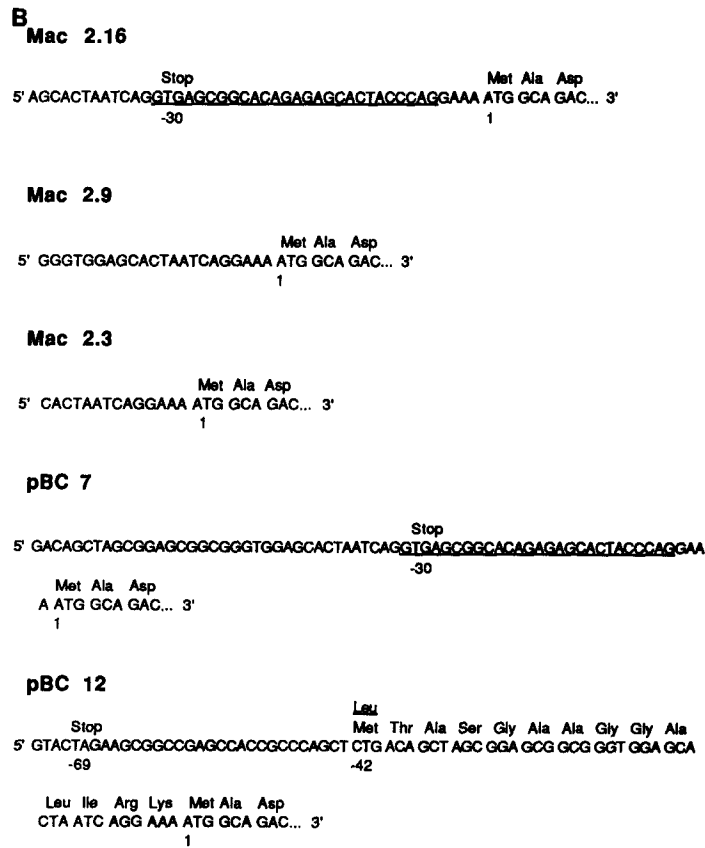 B
Mac 2.16
Stop Met Ala Asp
5' AGCACTAATCAGGTGAGCGGCACAGAGAGCACTACCCAGGAAA ATG GCA GAC... 3'
-30 1
Mac 2.9
Met Ala Asp
5' GGGTGGAGCACTAATCAGGAAA ATG GCA GAC... 3'
1
Mac 2.3
Met Ala Asp
5' CACTAATCAGGAAA ATG GCA GAC... 3'
1
pBC 7
Stop
5' GACAGCTAGCGGAGCGGCGGGTGGAGCACTAATCAGGTGAGCGGCACAGAGAGCACTACCCAGGAA
-30
Met Ala Asp
A ATG GCA GAC... 3'
1
pBC 12
Leu
Stop Met Thr Ala Ser Gly Ala Ala Gly Gly Ala
5' GTACTAGAAGCGGCCGAGCCACCGCCCAGCT CTG ACA GCT AGC GGA GCG GCG GGT GGA GCA
-69 -42
Leu Ile Arg Lys Met Ala Asp
CTA ATC AGG AAA ATG GCA GAC... 3'
1